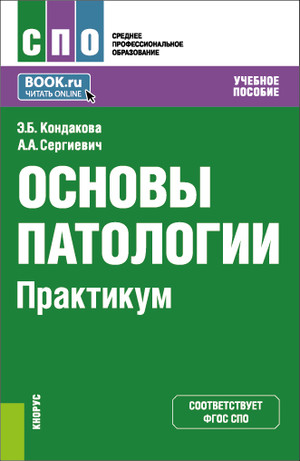 СПО
СРЕДНЕЕ
ПРОФЕССИОНАЛЬНОЕ
ОБРАЗОВАНИЕ
BOOK.ru
ЧИТАТЬ ONLINE
УЧЕБНОЕ
ПОСОБИЕ
Э.Б. Кондакова
А.А. Сергиевич
ОСНОВЫ
ПАТОЛОГИИ
Практикум
КНОРУС
СООТВЕТСТВУЕТ
ФГОС СПО